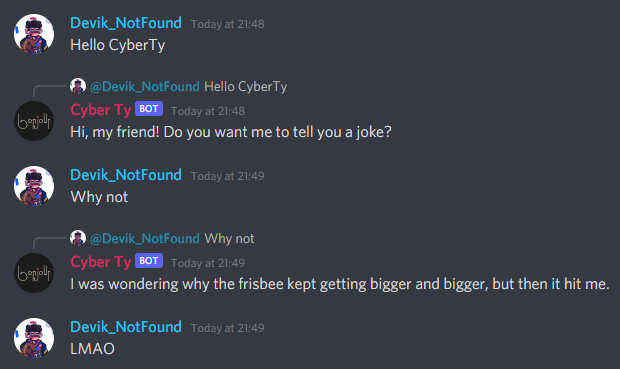 Devik_NotFound Today at 21:48
Hello CyberTy
@Devik_NotFound Hello CyberTy
Cyber Ty BOT Today at 21:48
bonjour
Hi, my friend! Do you want me to tell you a joke?
Devik_NotFound Today at 21:49
Why not
@Devik_NotFound Why not
Cyber Ty BOT Today at 21:49
bonjour
I was wondering why the frisbee kept getting bigger and bigger, but then it hit me.
Devik_NotFound Today at 21:49
LMAO